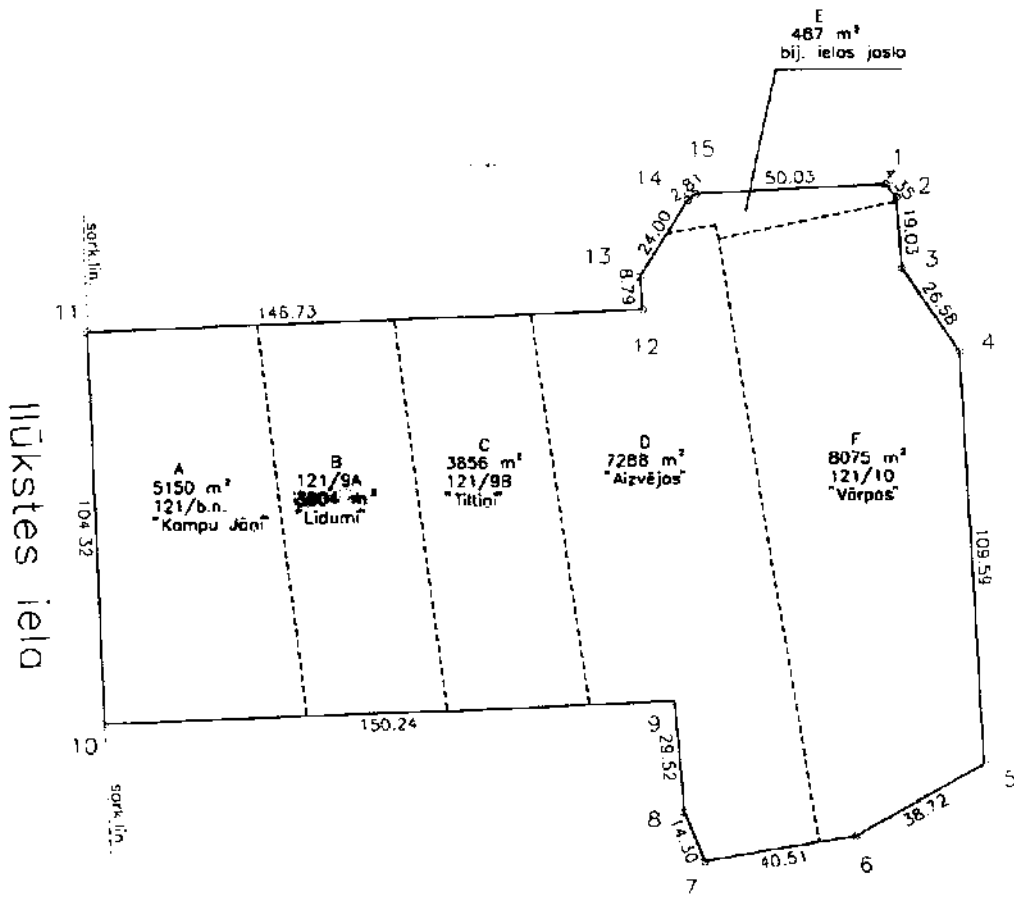 E
487 m²
bij. ielas josla
15
50.03
1
14
2.81
4.35
2
24.00
19.03
13
3
8.79
26.58
sark.lin.
11
146.73
12
4
A
5150 m²
121/b.n.
"Kampu Jāņi"
B
121/9A
"Līdumi"
C
3856 m²
121/9B
"Tiltiņi"
D
7288 m²
"Aizvējos"
F
8075 m²
121/10
"Vārpas"
104.32
Ilūkstes iela
109.59
10
150.24
9
29.52
sark.lin.
8
14.30
7
40.51
6
38.72
5